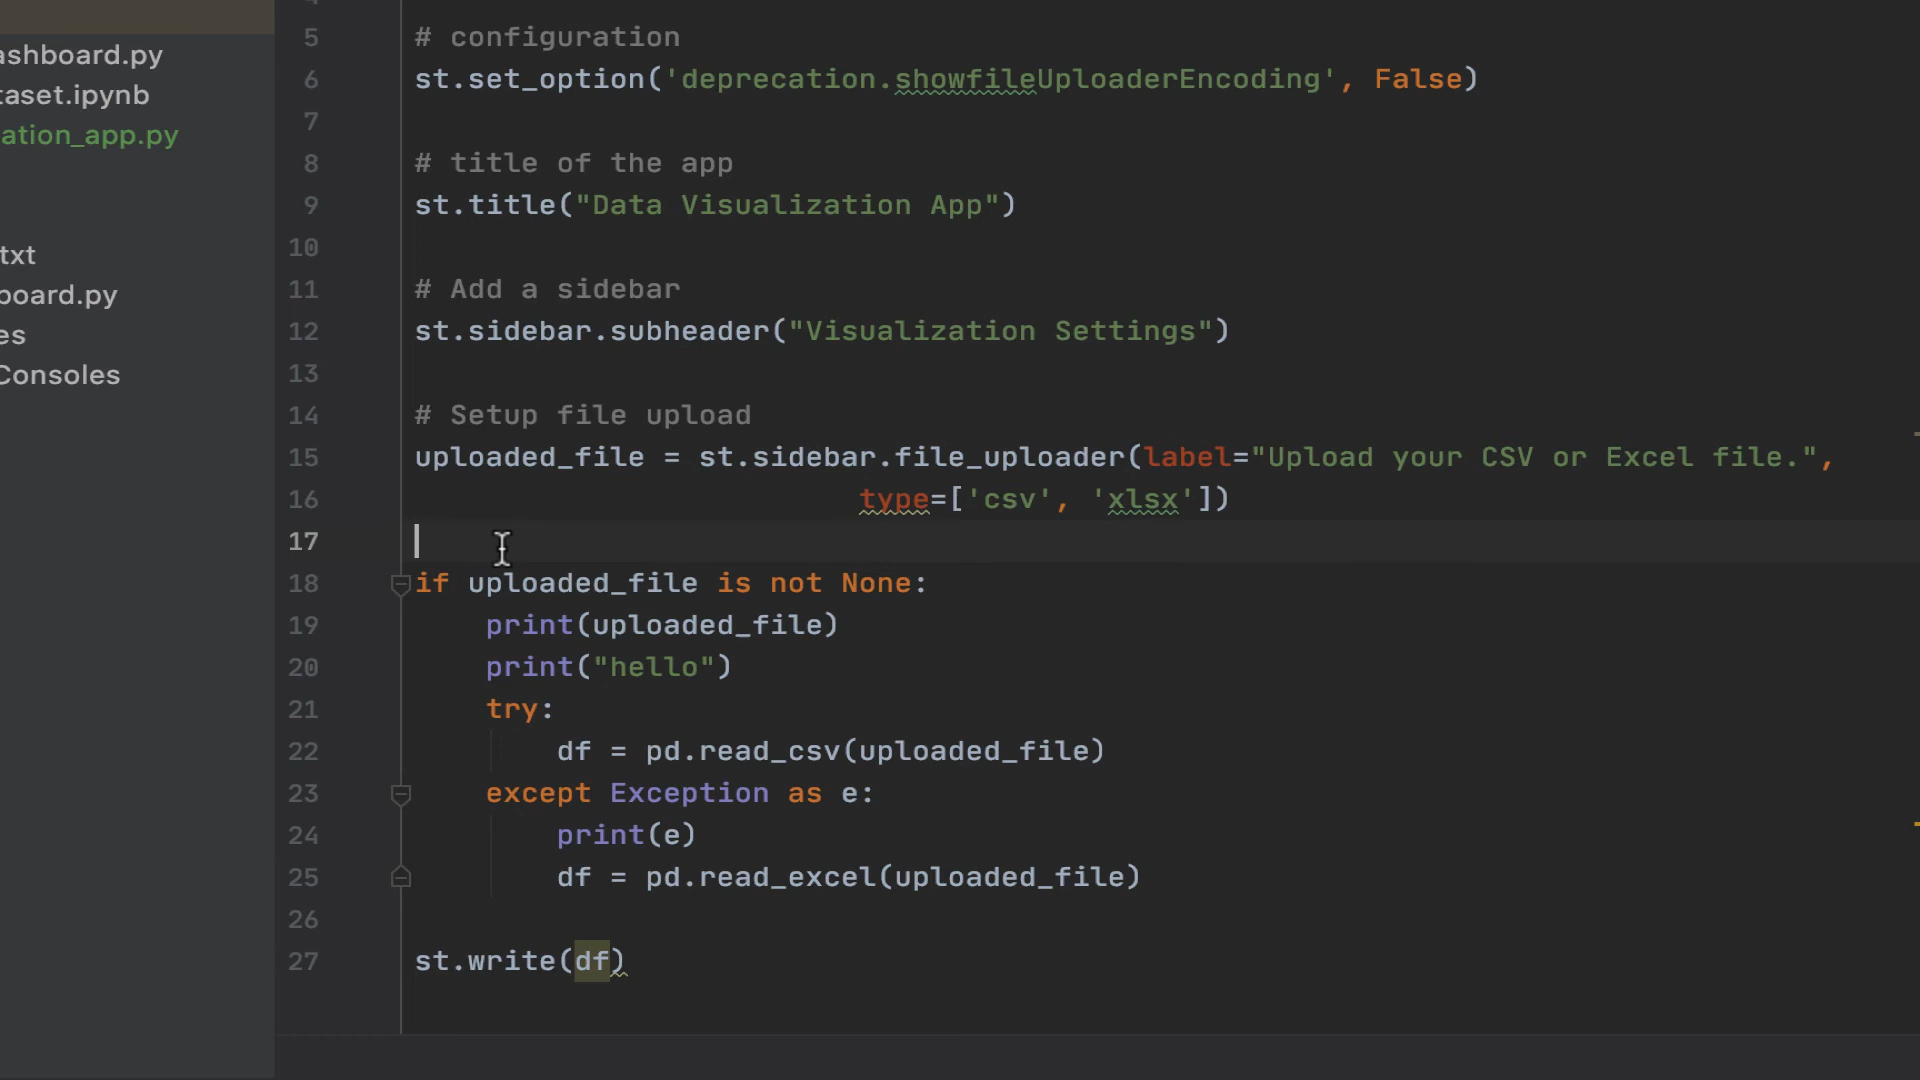 ashboard.py
taset.ipynb
ation_app.py
txt
board.py
es
Consoles
5 # configuration
6 st.set_option('deprecation.showfileUploaderEncoding', False)
7
8 # title of the app
9 st.title("Data Visualization App")
10
11 # Add a sidebar
12 st.sidebar.subheader("Visualization Settings")
13
14 # Setup file upload
15 uploaded_file = st.sidebar.file_uploader(label="Upload your CSV or Excel file.",
16                          type=['csv', 'xlsx'])
17
18 if uploaded_file is not None:
19     print(uploaded_file)
20     print("hello")
21     try:
22         df = pd.read_csv(uploaded_file)
23     except Exception as e:
24         print(e)
25         df = pd.read_excel(uploaded_file)
26
27 st.write(df)